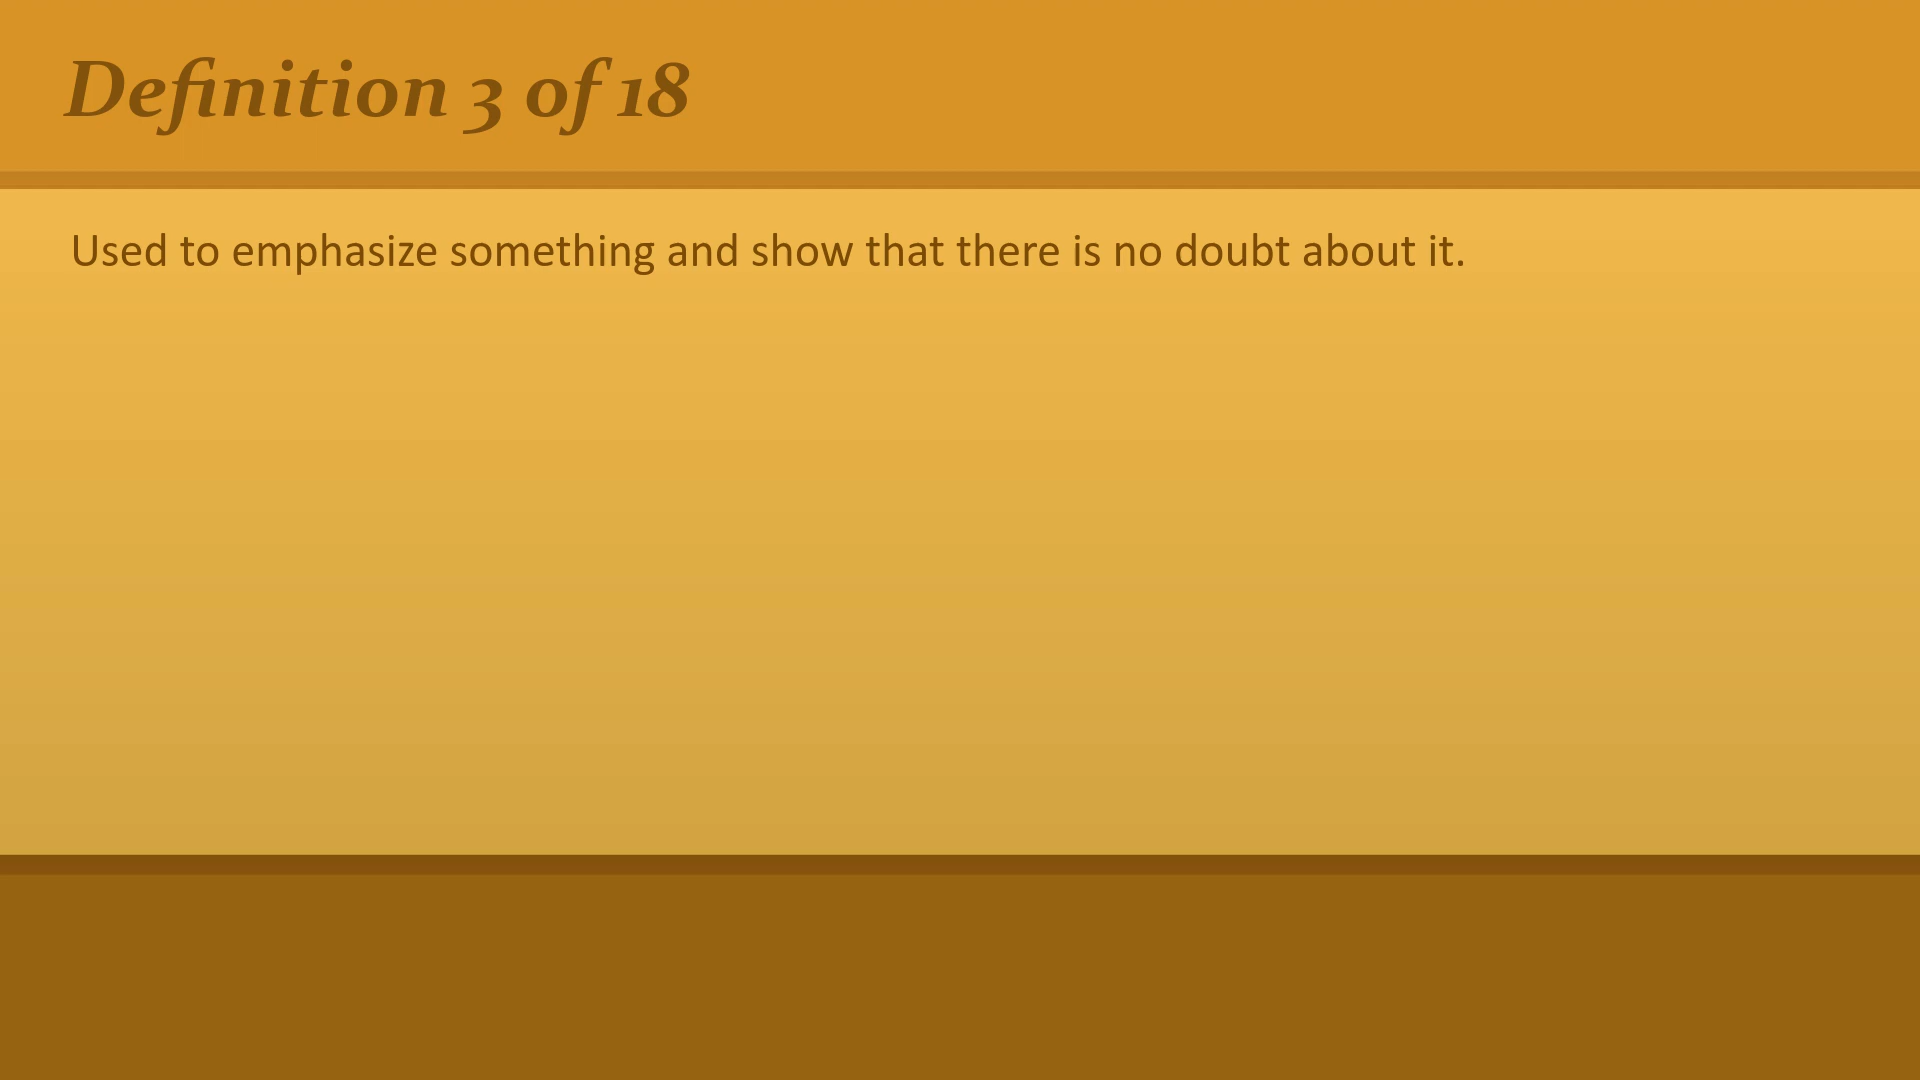 Definition 3 of 18
Used to emphasize something and show that there is no doubt about it.